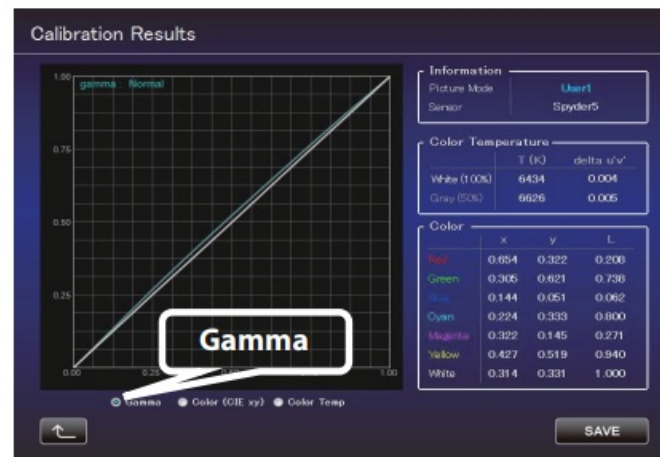 Calibration Results
1.00
gamma : Normal
0.75
0.50
0.25
0.00 0.25 1.00
Gamma
Gamma Color (CIE xy) Color Temp
Information
Picture Mode User1
Sensor Spyder5
Color Temperature
T (K) delta u'v'
White (100%) 6434 0.004
Gray (50%) 6626 0.005
Color
x y L
Red 0.654 0.322 0.208
Green 0.305 0.621 0.738
Blue 0.144 0.051 0.062
Cyan 0.224 0.333 0.800
Magenta 0.322 0.145 0.271
Yellow 0.427 0.519 0.940
White 0.314 0.331 1.000
SAVE